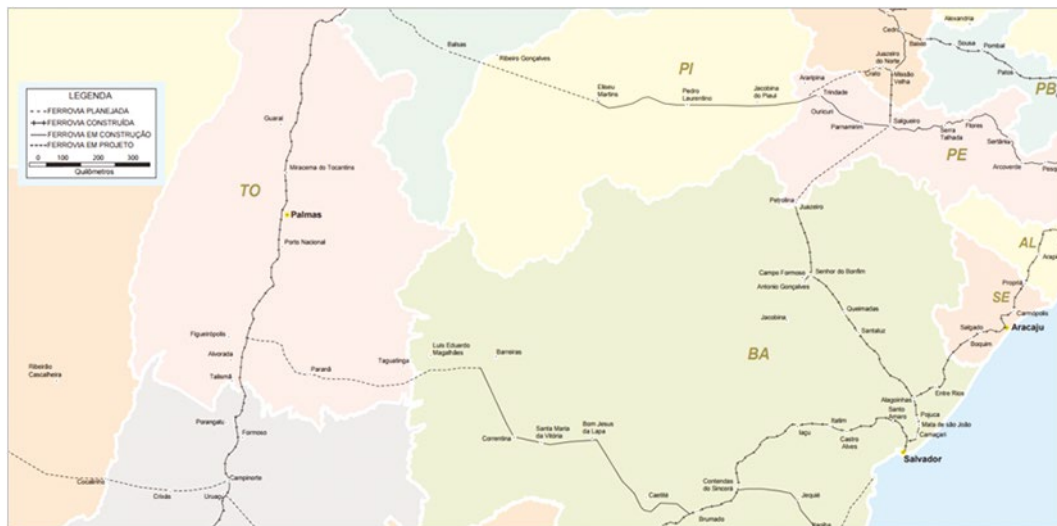 LEGENDA
FERROVIA PLANEJADA
FERROVIA CONSTRUÍDA
FERROVIA EM CONSTRUÇÃO
FERROVIA EM PROJETO
0 100 200 300
Quilômetros
Alexandria
Cedro
Baixio
Sousa
Pombal
Patos
PB
Balsas
Ribeiro Gonçalves
PI
Juazeiro
do Norte
Crato
Missão
Velha
Araripina
Trindade
Eliseu
Martins
Pedro
Laurentino
Jacobina
do Piauí
Ouricuri
Parnamirim
Salgueiro
Serra
Talhada
Flores
Sertânia
Arcoverde
PE
Guaraí
Miracema do Tocantins
TO
Palmas
Porto Nacional
Petrolina
Juazeiro
AL
Campo Formoso
Senhor do Bonfim
Antonio Gonçalves
Propriá
SE
Carmópolis
Aracaju
Jacobina
Queimadas
Santaluz
Salgado
Boquim
Figueirópolis
Alvorada
Talismã
Luis Eduardo
Magalhães
Barreiras
Taguatinga
Paranã
BA
Ribeirão
Cascalheira
Alagoinhas
Entre Rios
Santo
Amaro
Pojuca
Mata de são João
Camaçari
Salvador
Porangatu
Formoso
Correntina
Santa Maria
da Vitória
Bom Jesus
da Lapa
Iaçu
Itatim
Castro
Alves
Cocalinho
Crixás
Campinorte
Uruaçu
Caetité
Contendas
do Sincorá
Jequié
Brumado